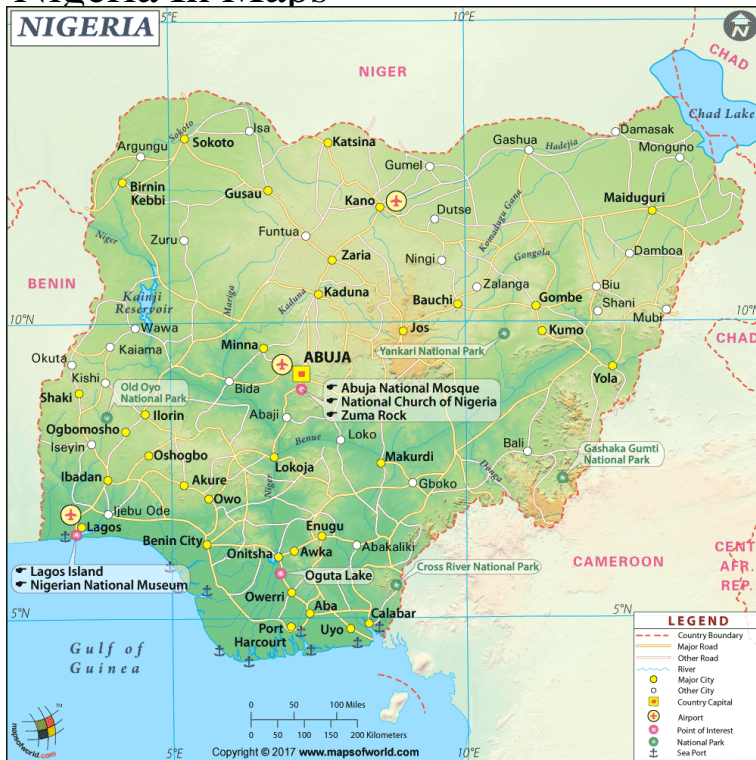 Nigeria in Maps
NIGERIA
5°E
10°E
N
CHAD
NIGER
Chad Lake
Sokoto
Sokoto
Isa
Katsina
Damasak
Argungu
Gashua
Hadejia
Monguno
Gumel
Birnin
Kebbi
Gusau
Kano
Maiduguri
Dutse
Komadugu Gana
Niger
Zuru
Funtua
Damboa
Zaria
Ningi
Gongola
BENIN
Kainji
Reservoir
Mariga
Kaduna
Kaduna
Zalanga
Biu
Bauchi
Gombe
Shani
Mubi
10°N
10°N
Wawa
Jos
Kumo
CHAD
Kaiama
Minna
ABUJA
Yankari National Park
Okuta
Kishi
Bida
Abuja National Mosque
National Church of Nigeria
Zuma Rock
Yola
Shaki
Old Oyo
National Park
Ilorin
Abaji
Ogbomosho
Iseyin
Benue
Loko
Bali
Oshogbo
Lokoja
Makurdi
Gashaka Gumti
National Park
Ibadan
Akure
Niger
Donga
Gboko
Owo
Ijebu Ode
Lagos
Enugu
Benin City
Onitsha
Awka
Abakaliki
CAMEROON
CENT
AFR.
REP.
Lagos Island
Nigerian National Museum
Oguta Lake
Cross River National Park
Owerri
Aba
Calabar
5°N
5°N
Port
Harcourt
Uyo
Gulf of
Guinea
LEGEND
Country Boundary
Major Road
Other Road
River
Major City
Other City
Country Capital
Airport
Point of Interest
National Park
Sea Port
0 50 100 Miles
0 50 100 150 200 Kilometers
mapsofworld.com
TM
5°E
10°E
Copyright © 2017 www.mapsofworld.com